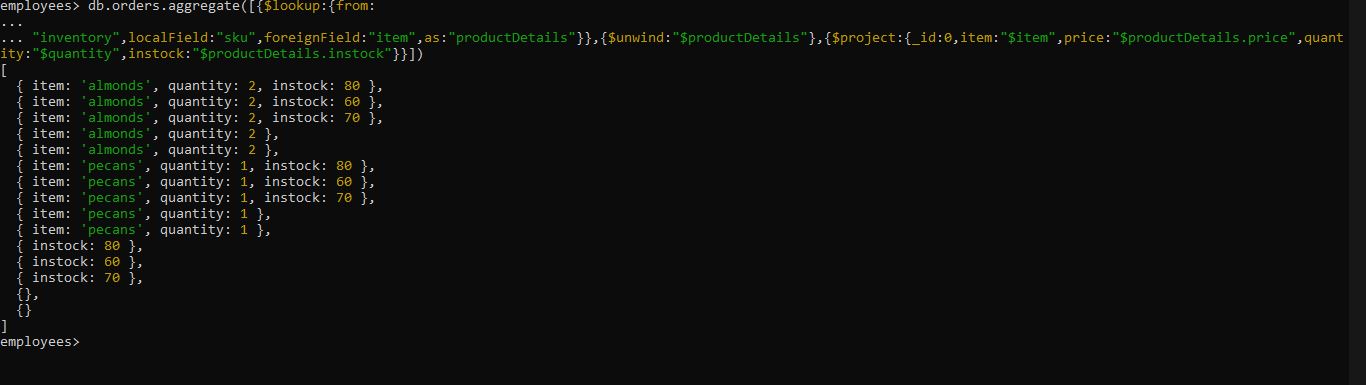 employees> db.orders.aggregate([{$lookup:{from:
...
... "inventory",localField:"sku",foreignField:"item",as:"productDetails"}},{$unwind:"$productDetails"},{$project:{_id:0,item:"$item",price:"$productDetails.price",quant
ity:"$quantity",instock:"$productDetails.instock"}}])
[
  { item: 'almonds', quantity: 2, instock: 80 },
  { item: 'almonds', quantity: 2, instock: 60 },
  { item: 'almonds', quantity: 2, instock: 70 },
  { item: 'almonds', quantity: 2 },
  { item: 'almonds', quantity: 2 },
  { item: 'pecans', quantity: 1, instock: 80 },
  { item: 'pecans', quantity: 1, instock: 60 },
  { item: 'pecans', quantity: 1, instock: 70 },
  { item: 'pecans', quantity: 1 },
  { item: 'pecans', quantity: 1 },
  { instock: 80 },
  { instock: 60 },
  { instock: 70 },
  {},
  {}
]
employees>